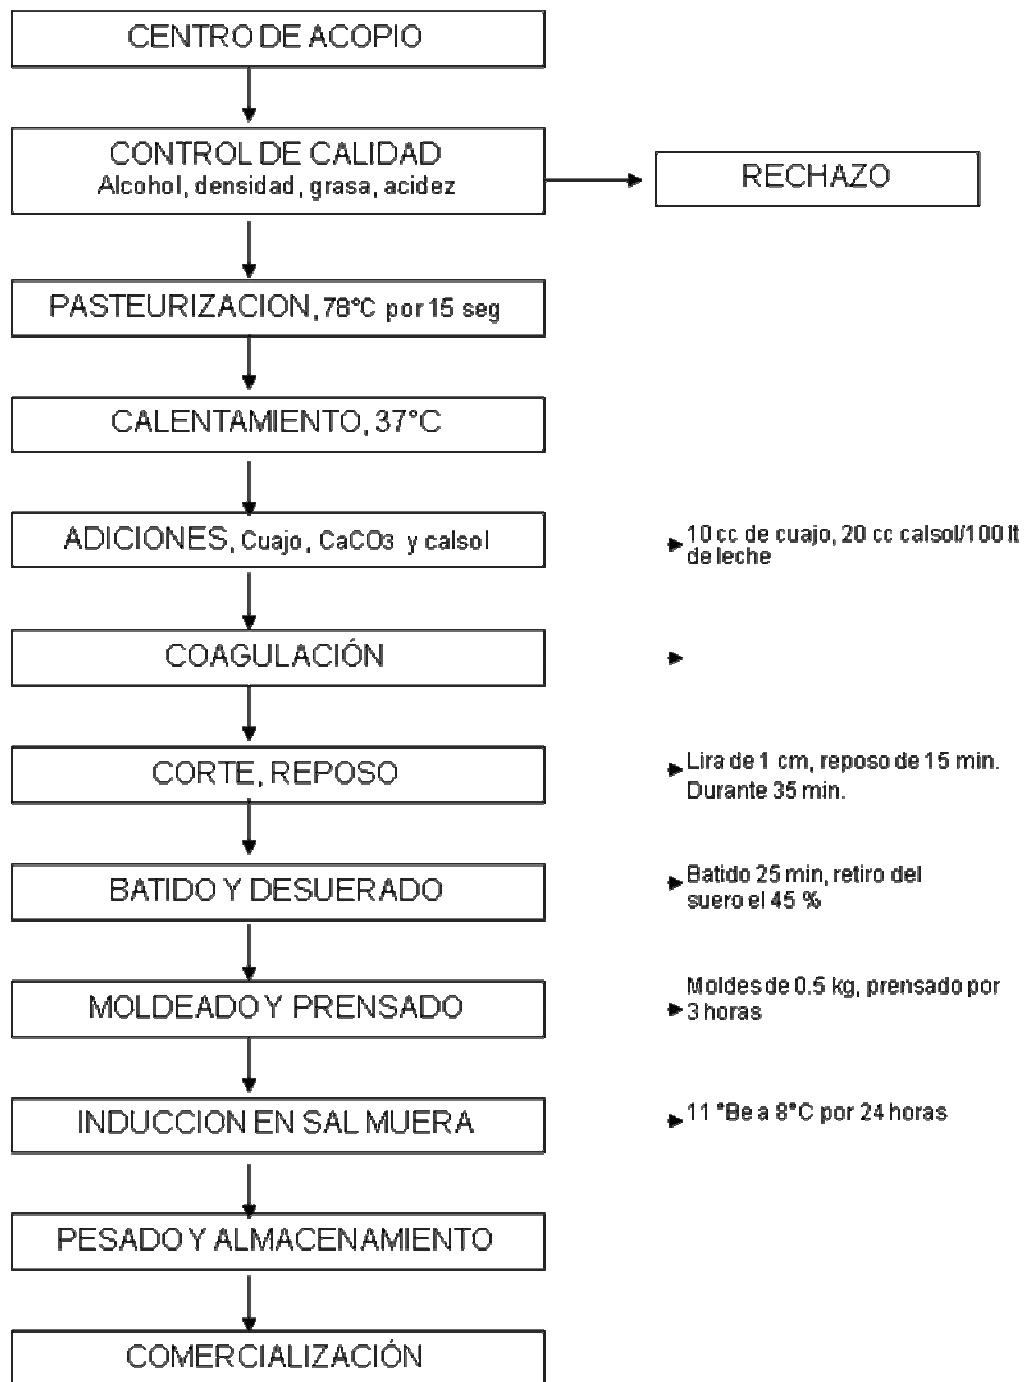 CENTRO DE ACOPIO
CONTROL DE CALIDAD
Alcohol, densidad, grasa, acidez
RECHAZO
PASTEURIZACION, 78°C por 15 seg
CALENTAMIENTO, 37°C
ADICIONES, Cuajo, CaCO3 y calsol
10 cc de cuajo, 20 cc calsol/100 lt
de leche
COAGULACIÓN
CORTE, REPOSO
Lira de 1 cm, reposo de 15 min.
Durante 35 min.
BATIDO Y DESUERADO
Batido 25 min, retiro del
suero el 45 %
MOLDEADO Y PRENSADO
Moldes de 0.5 kg, prensado por
3 horas
INDUCCION EN SAL MUERA
11 °Be a 8°C por 24 horas
PESADO Y ALMACENAMIENTO
COMERCIALIZACIÓN